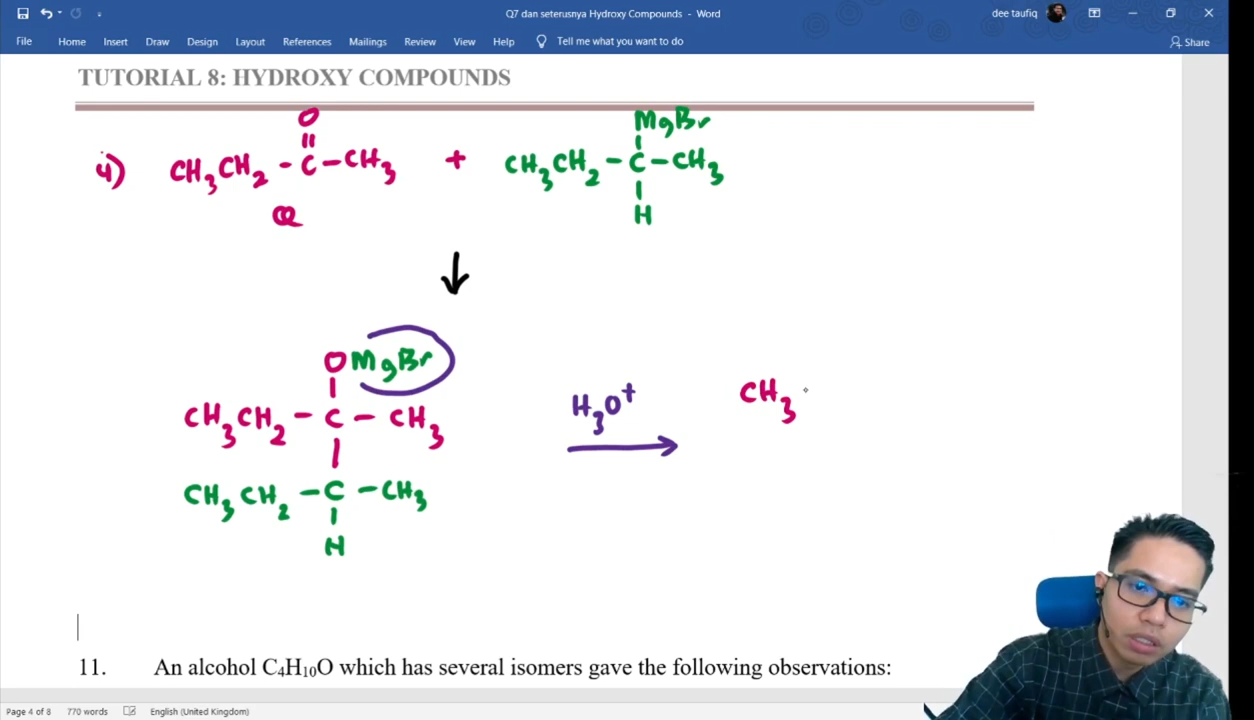 Q7 dan seterusnya Hydroxy Compounds - Word
dee taufiq
File Home Insert Draw Design Layout References Mailings Review View Help Tell me what you want to do Share
TUTORIAL 8: HYDROXY COMPOUNDS
O MgBr
||
CH₃CH₂ - C - CH₃ + CH₃CH₂ - C - CH₃
H
OMgBr
CH₃CH₂ - C - CH₃ H₃O⁺ CH₃
CH₃CH₂ - C - CH₃
H
11. An alcohol C₄H₁₀O which has several isomers gave the following observations:
Page 4 of 8 770 words English (United Kingdom)